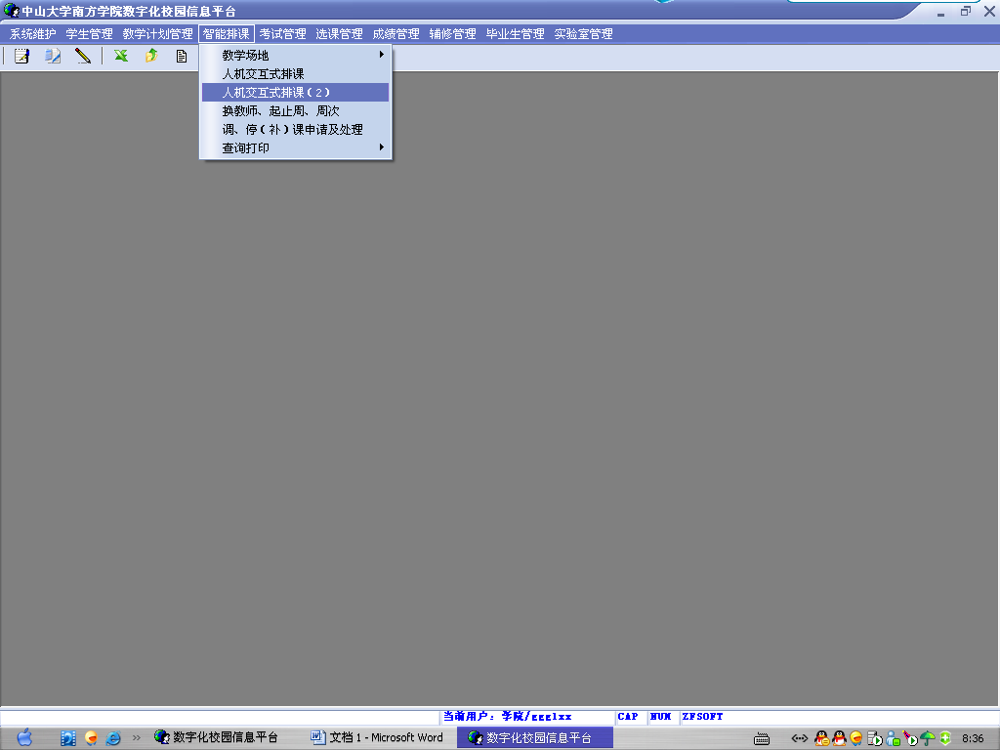 中山大学南方学院数字化校园信息平台
系统维护 学生管理 教学计划管理 智能排课 考试管理 选课管理 成绩管理 辅修管理 毕业生管理 实验室管理
教学场地
人机交互式排课
人机交互式排课(2)
换教师、起止周、周次
调、停(补)课申请及处理
查询打印
当前用户: 学院/ggglxx CAP NUM ZFSOFT
数字化校园信息平台 文档 1 - Microsoft Word 数字化校园信息平台 8:36